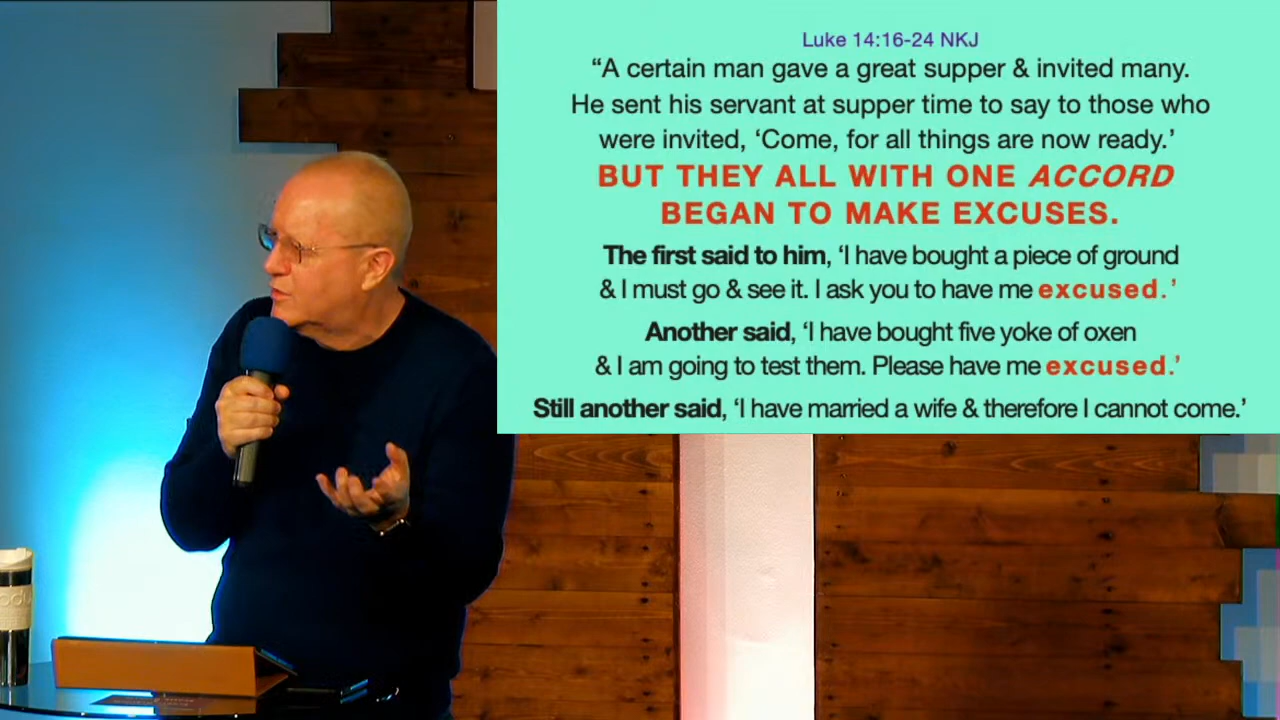 Luke 14:16-24 NKJ
“A certain man gave a great supper & invited many.
He sent his servant at supper time to say to those who
were invited, ‘Come, for all things are now ready.’
BUT THEY ALL WITH ONE ACCORD
BEGAN TO MAKE EXCUSES.
The first said to him, ‘I have bought a piece of ground
& I must go & see it. I ask you to have me excused.’
Another said, ‘I have bought five yoke of oxen
& I am going to test them. Please have me excused.’
Still another said, ‘I have married a wife & therefore I cannot come.’